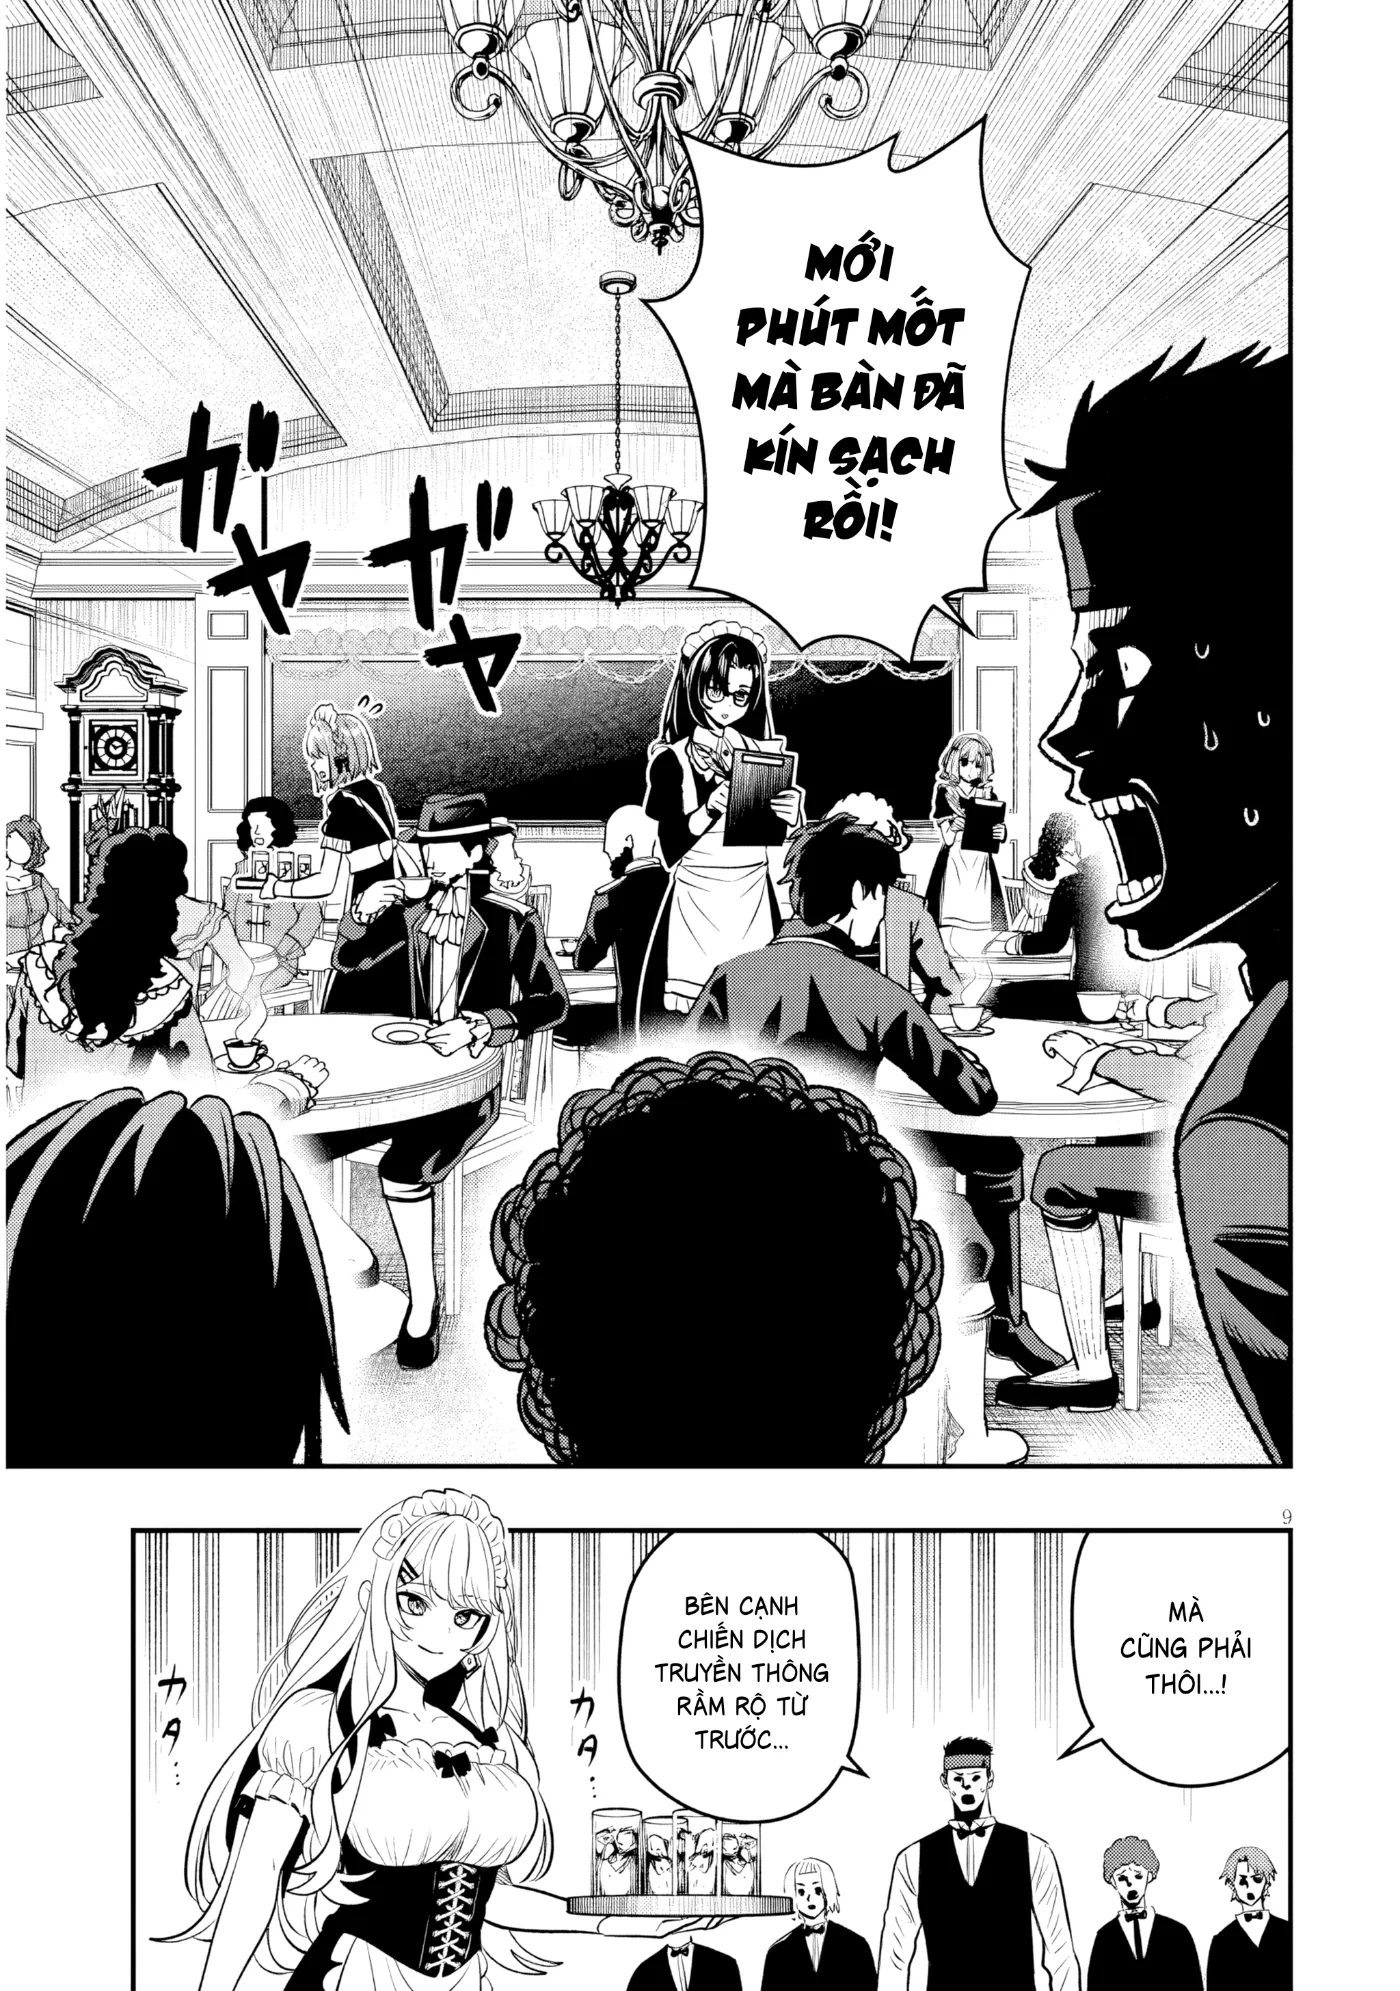 MỚI
PHÚT MỐT
MÀ BÀN ĐÃ
KÍN SẠCH
RỒI!
ガヤ
ガヤ
9
MÀ
CŨNG PHẢI
THÔI...!
BÊN CẠNH
CHIẾN DỊCH
TRUYỀN THÔNG
RẦM RỘ TỪ
TRƯỚC...
カタ...
カタ...